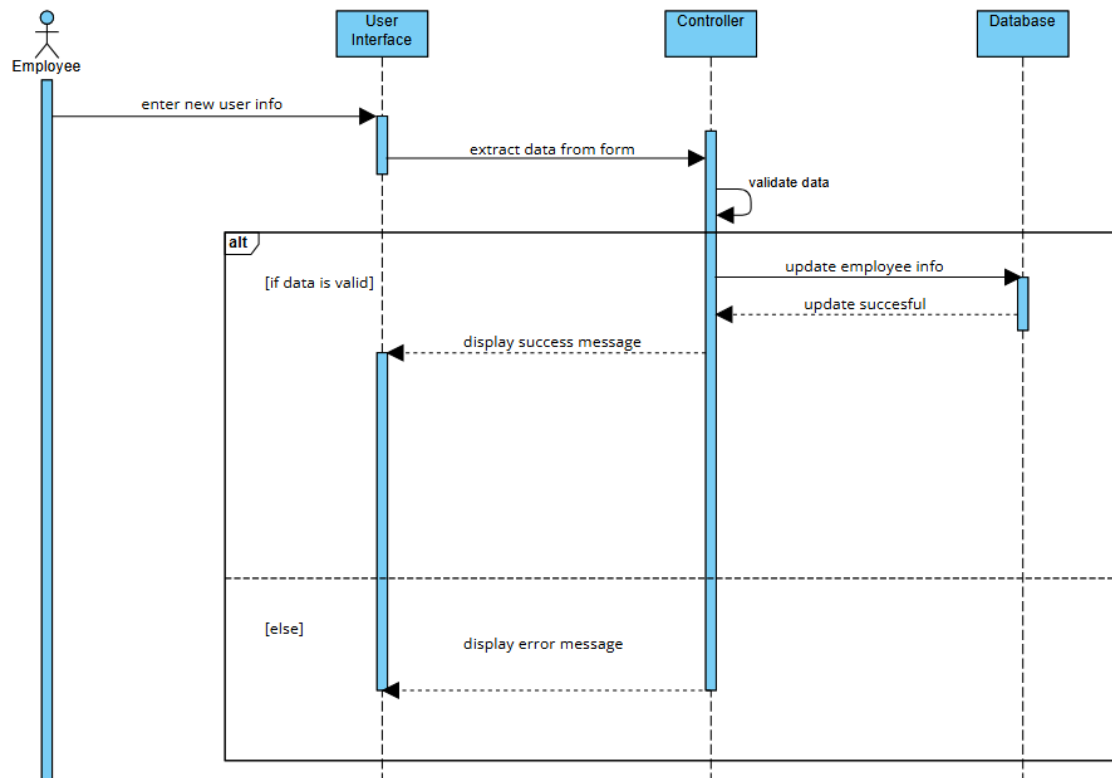 User
Interface
Controller
Database
Employee
enter new user info
extract data from form
validate data
alt
update employee info
[if data is valid]
update succesful
display success message
[else]
display error message